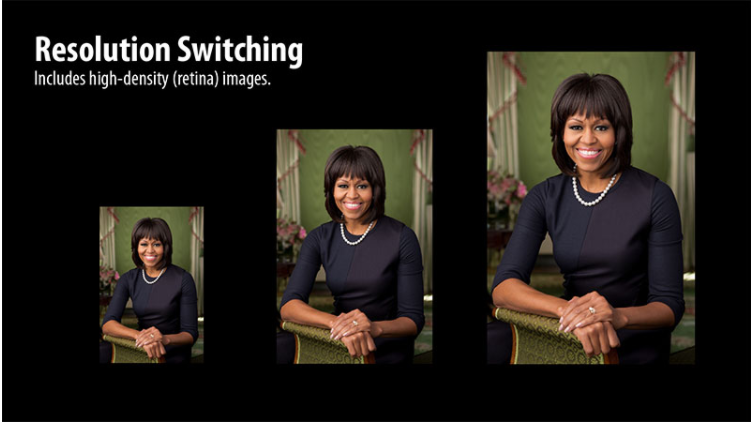 Resolution Switching
Includes high-density (retina) images.